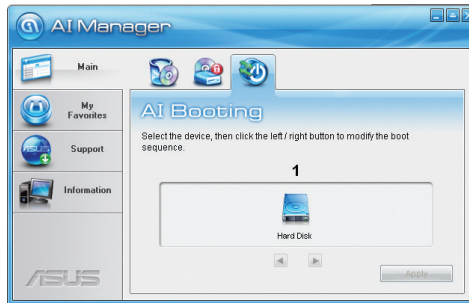 AI Manager
Main
My
Favorites
Support
Information
AI Booting
Select the device, then click the left / right button to modify the boot
sequence.
1
Hard Disk
Apply
ASUS